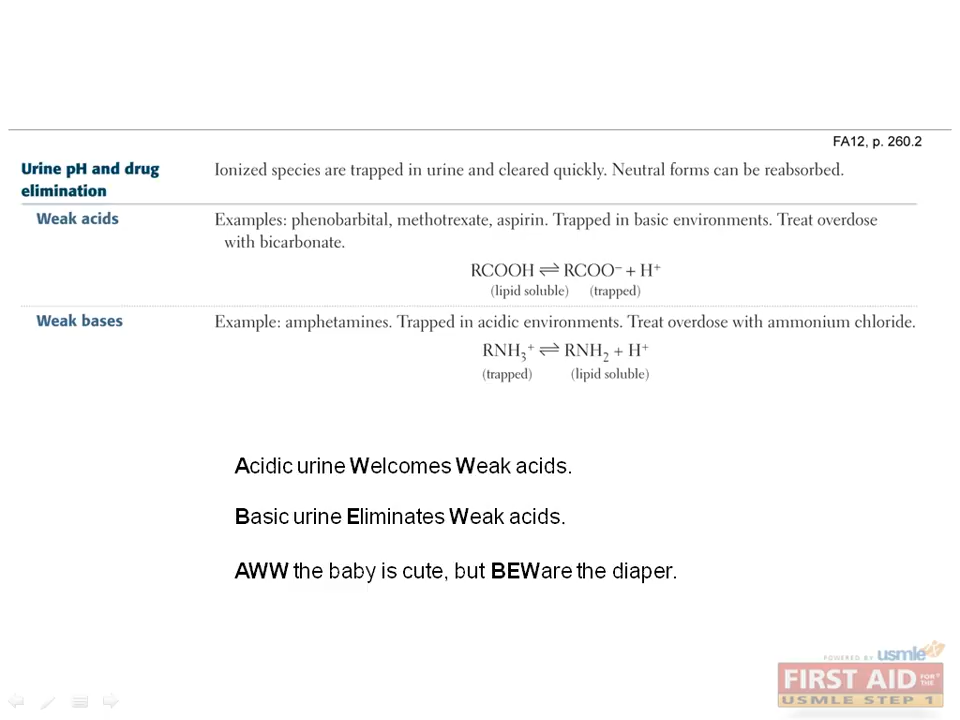 FA12, p. 260.2
Urine pH and drug elimination
Ionized species are trapped in urine and cleared quickly. Neutral forms can be reabsorbed.
Weak acids
Examples: phenobarbital, methotrexate, aspirin. Trapped in basic environments. Treat overdose
with bicarbonate.
RCOOH ⇌ RCOO⁻ + H⁺
(lipid soluble) (trapped)
Weak bases
Example: amphetamines. Trapped in acidic environments. Treat overdose with ammonium chloride.
RNH₃⁺ ⇌ RNH₂ + H⁺
(trapped) (lipid soluble)
Acidic urine Welcomes Weak acids.
Basic urine Eliminates Weak acids.
AWW the baby is cute, but BEWare the diaper.
POWERED BY usmle
FIRST AID FOR THE®
USMLE STEP 1